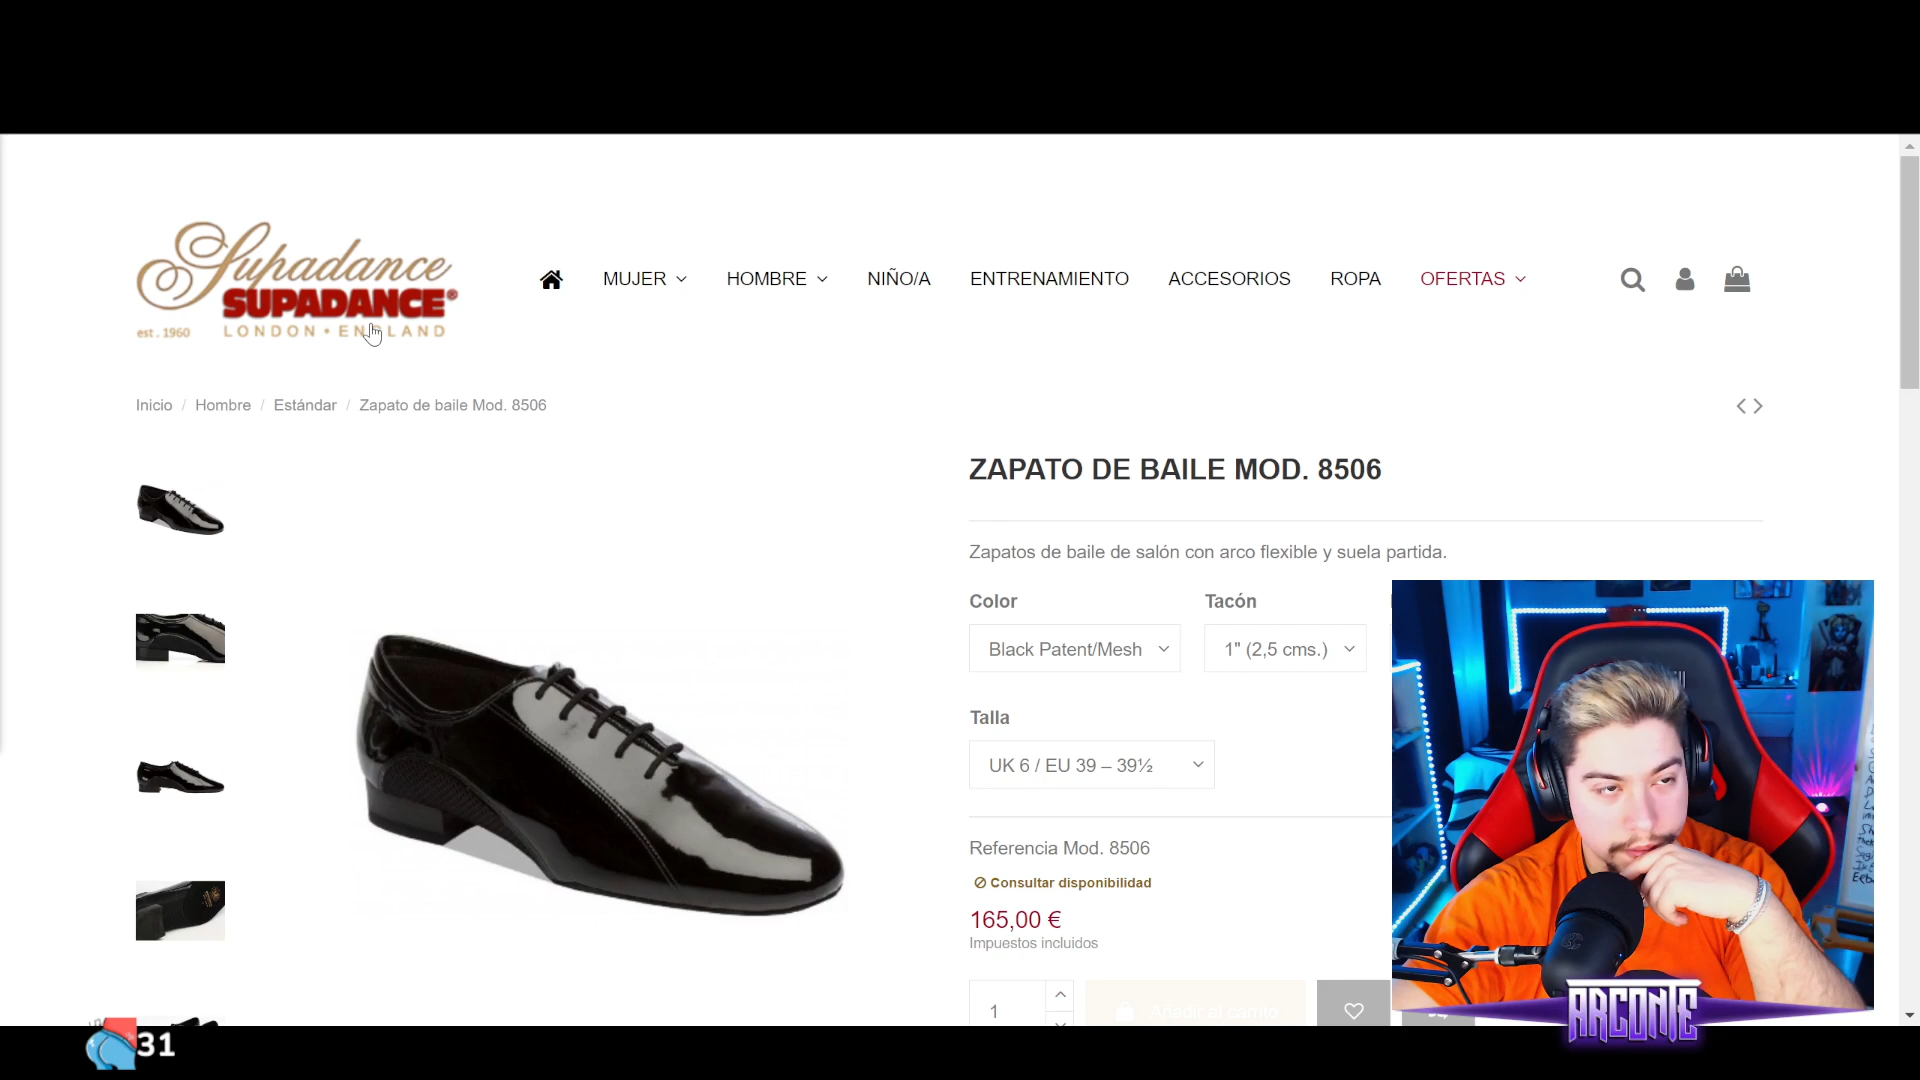 Supadance
SUPADANCE®
est. 1960
LONDON • ENGLAND
MUJER
HOMBRE
NIÑO/A
ENTRENAMIENTO
ACCESORIOS
ROPA
OFERTAS
Inicio / Hombre / Estándar / Zapato de baile Mod. 8506
ZAPATO DE BAILE MOD. 8506
Zapatos de baile de salón con arco flexible y suela partida.
Color
Tacón
Black Patent/Mesh
1" (2,5 cms.)
Talla
UK 6 / EU 39 – 39½
Referencia Mod. 8506
Consultar disponibilidad
165,00 €
Impuestos incluidos
1
Añadir al carrito
ARCONTE
31